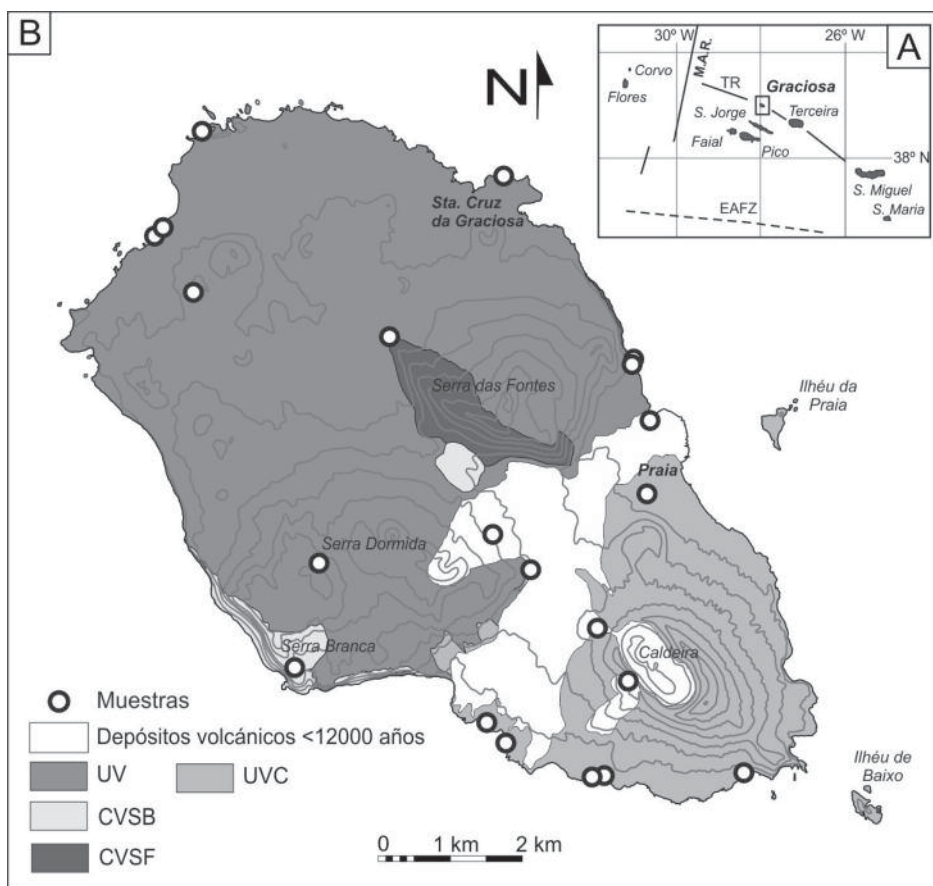 B
A
30º W
26º W
M.A.R.
Corvo
TR
Graciosa
Flores
S. Jorge
Terceira
Faial
Pico
38º N
S. Miguel
EAFZ
S. Maria
N
Sta. Cruz
da Graciosa
Serra das Fontes
Ilhéu da
Praia
Praia
Serra Dormida
Serra Branca
Caldeira
Ilhéu de
Baixo
Muestras
Depósitos volcánicos <12000 años
UV
UVC
CVSB
CVSF
0 1 km 2 km